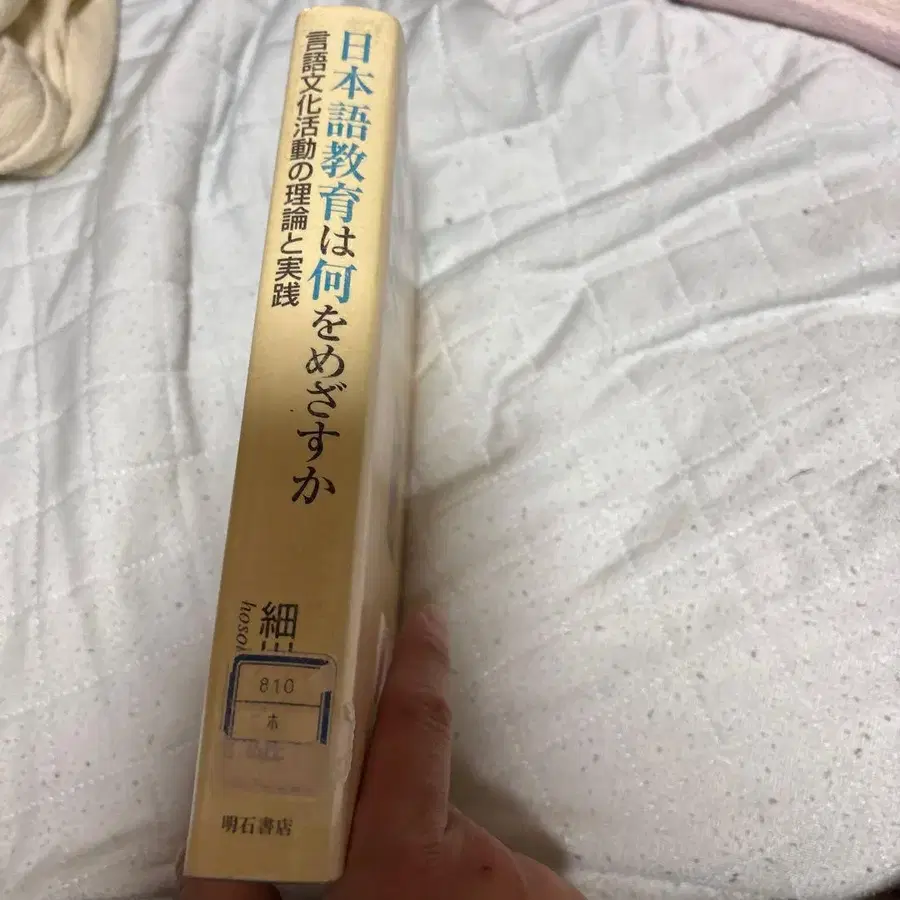 日本語教育は何をめざすか
言語文化活動の理論と実践
細
hoso
810
ホ
明石書店